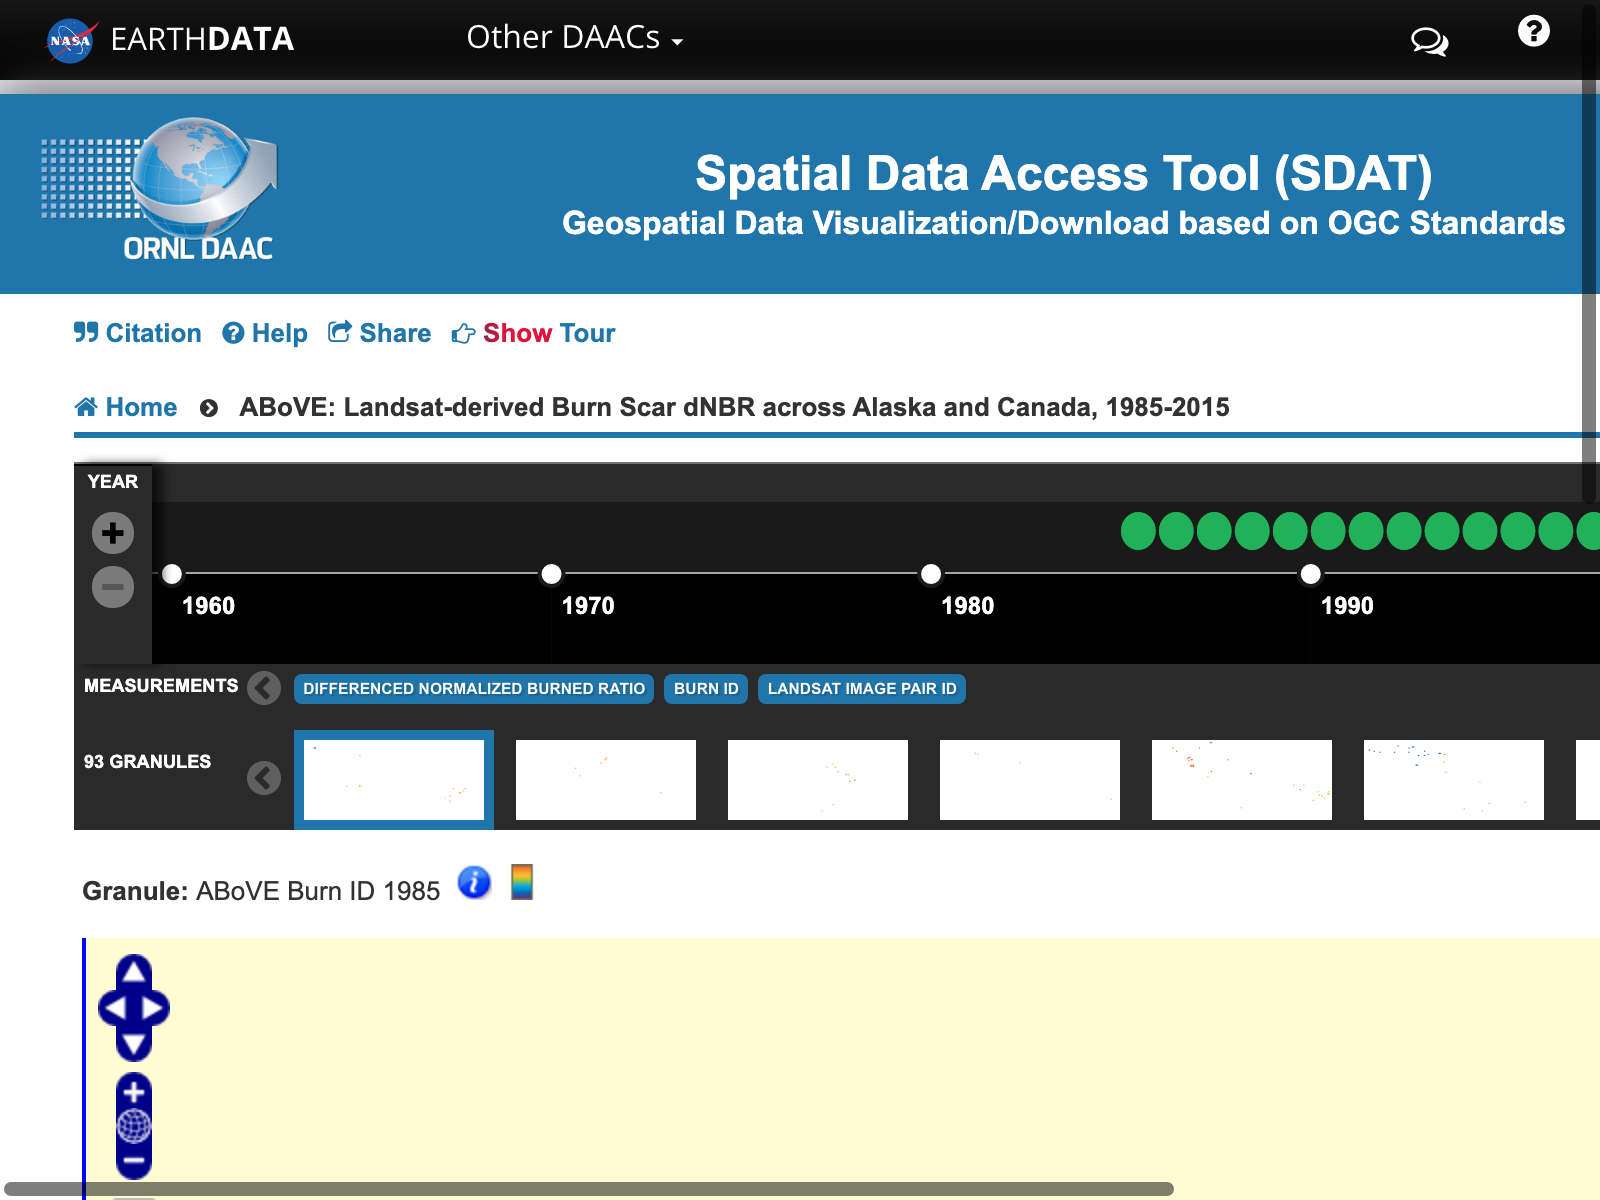 NASA EARTHDATA Other DAACs
Spatial Data Access Tool (SDAT)
Geospatial Data Visualization/Download based on OGC Standards
ORNL DAAC
Citation Help Share Show Tour
Home ABoVE: Landsat-derived Burn Scar dNBR across Alaska and Canada, 1985-2015
YEAR
1960 1970 1980 1990
MEASUREMENTS DIFFERENCED NORMALIZED BURNED RATIO BURN ID LANDSAT IMAGE PAIR ID
93 GRANULES
Granule: ABoVE Burn ID 1985